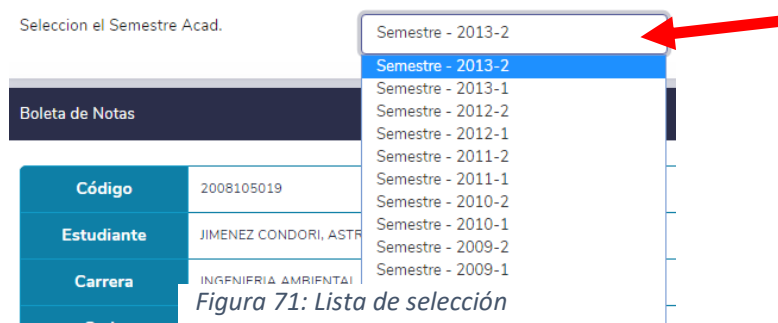 Seleccion el Semestre Acad.
Semestre - 2013-2
Semestre - 2013-2
Semestre - 2013-1
Semestre - 2012-2
Semestre - 2012-1
Semestre - 2011-2
Semestre - 2011-1
Semestre - 2010-2
Semestre - 2010-1
Semestre - 2009-2
Semestre - 2009-1
Boleta de Notas
Código 2008105019
Estudiante JIMENEZ CONDORI,
Carrera INGENIERIA AMBIENTAL
Figura 71: Lista de selección